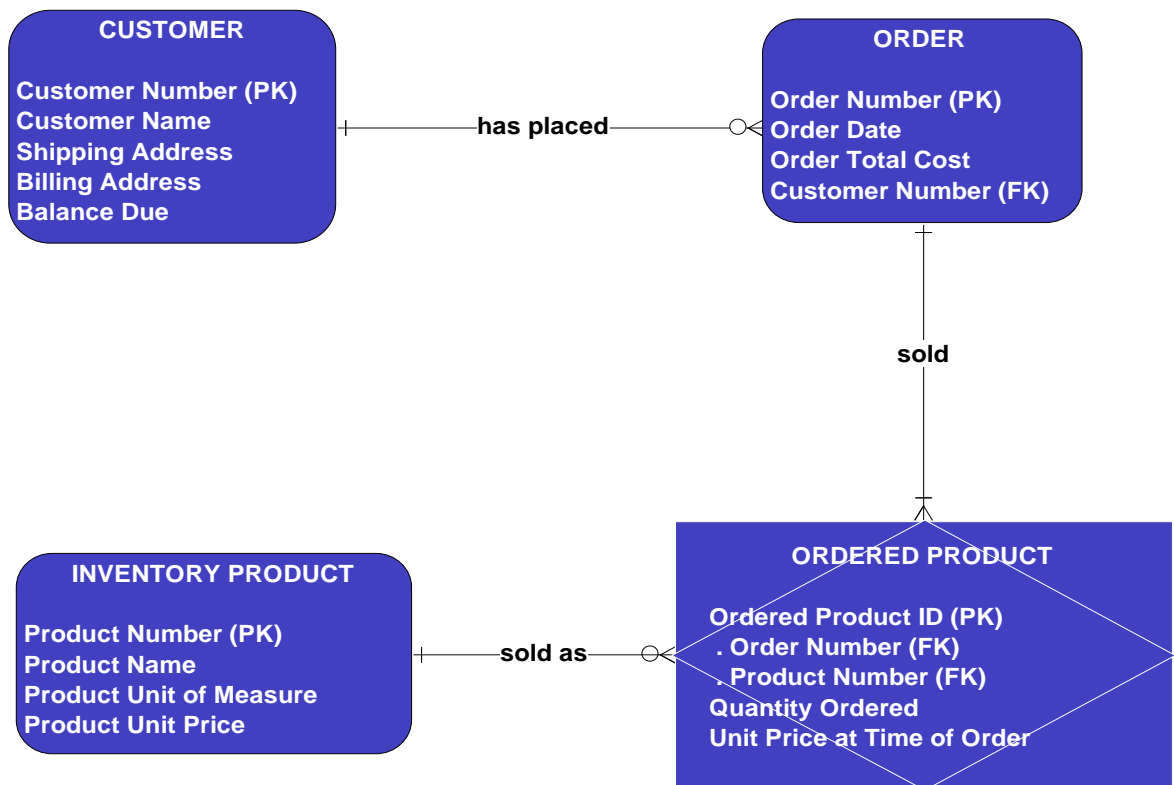 CUSTOMER
Customer Number (PK)
Customer Name
Shipping Address
Billing Address
Balance Due
has placed
ORDER
Order Number (PK)
Order Date
Order Total Cost
Customer Number (FK)
sold
INVENTORY PRODUCT
Product Number (PK)
Product Name
Product Unit of Measure
Product Unit Price
sold as
ORDERED PRODUCT
Ordered Product ID (PK)
. Order Number (FK)
. Product Number (FK)
Quantity Ordered
Unit Price at Time of Order